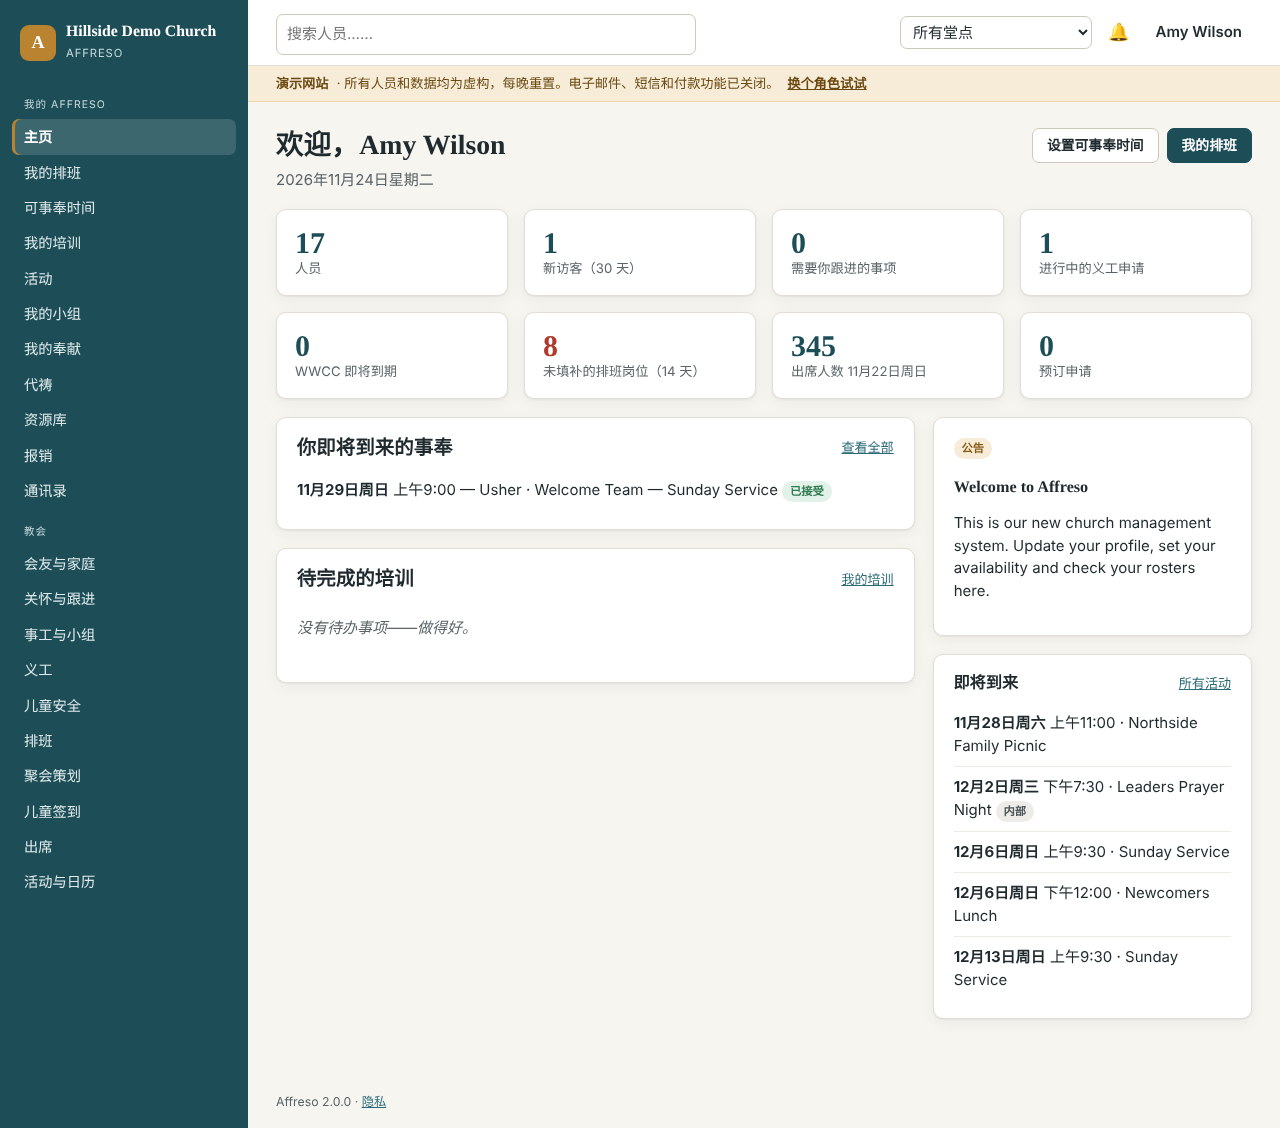 A
Hillside Demo Church
AFFRESO
我的 AFFRESO
主页
我的排班
可事奉时间
我的培训
活动
我的小组
我的奉献
代祷
资源库
报销
通讯录
教会
会友与家庭
关怀与跟进
事工与小组
义工
儿童安全
排班
聚会策划
儿童签到
出席
活动与日历
搜索人员……
所有堂点
Amy Wilson
演示网站 · 所有人员和数据均为虚构，每晚重置。电子邮件、短信和付款功能已关闭。 换个角色试试
欢迎，Amy Wilson
2026年11月24日星期二
设置可事奉时间
我的排班
17
人员
1
新访客（30 天）
0
需要你跟进的事项
1
进行中的义工申请
0
WWCC 即将到期
8
未填补的排班岗位（14 天）
345
出席人数 11月22日周日
0
预订申请
你即将到来的事奉
查看全部
11月29日周日 上午9:00 — Usher · Welcome Team — Sunday Service 已接受
待完成的培训
我的培训
没有待办事项——做得好。
公告
Welcome to Affreso
This is our new church management
system. Update your profile, set your
availability and check your rosters
here.
即将到来
所有活动
11月28日周六 上午11:00 · Northside
Family Picnic
12月2日周三 下午7:30 · Leaders Prayer
Night 内部
12月6日周日 上午9:30 · Sunday Service
12月6日周日 下午12:00 · Newcomers
Lunch
12月13日周日 上午9:30 · Sunday
Service
Affreso 2.0.0 · 隐私